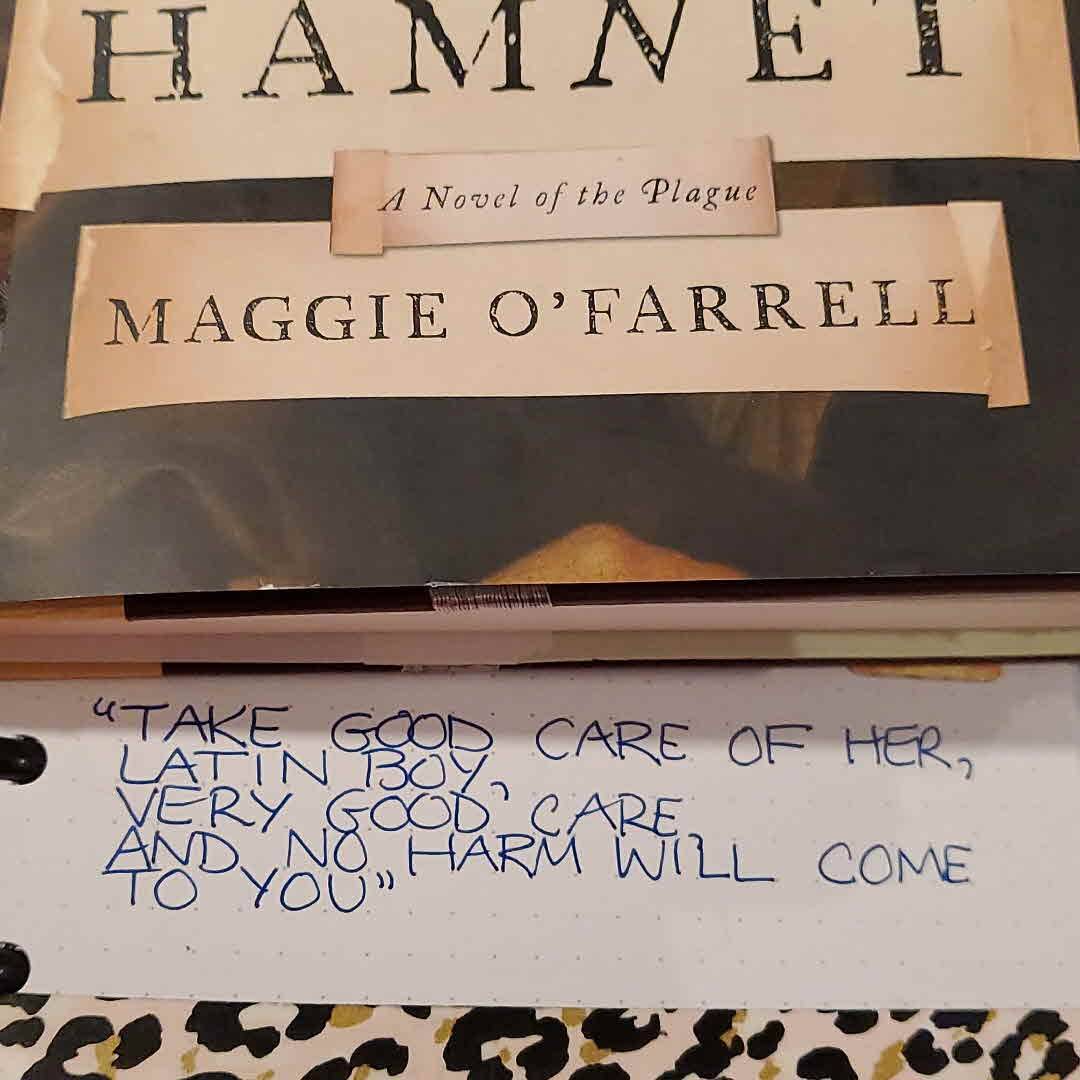 HAMNET
A Novel of the Plague
MAGGIE O'FARRELL
“TAKE GOOD CARE OF HER,
LATIN BOY,
VERY GOOD CARE,
AND NO HARM WILL COME
TO YOU”